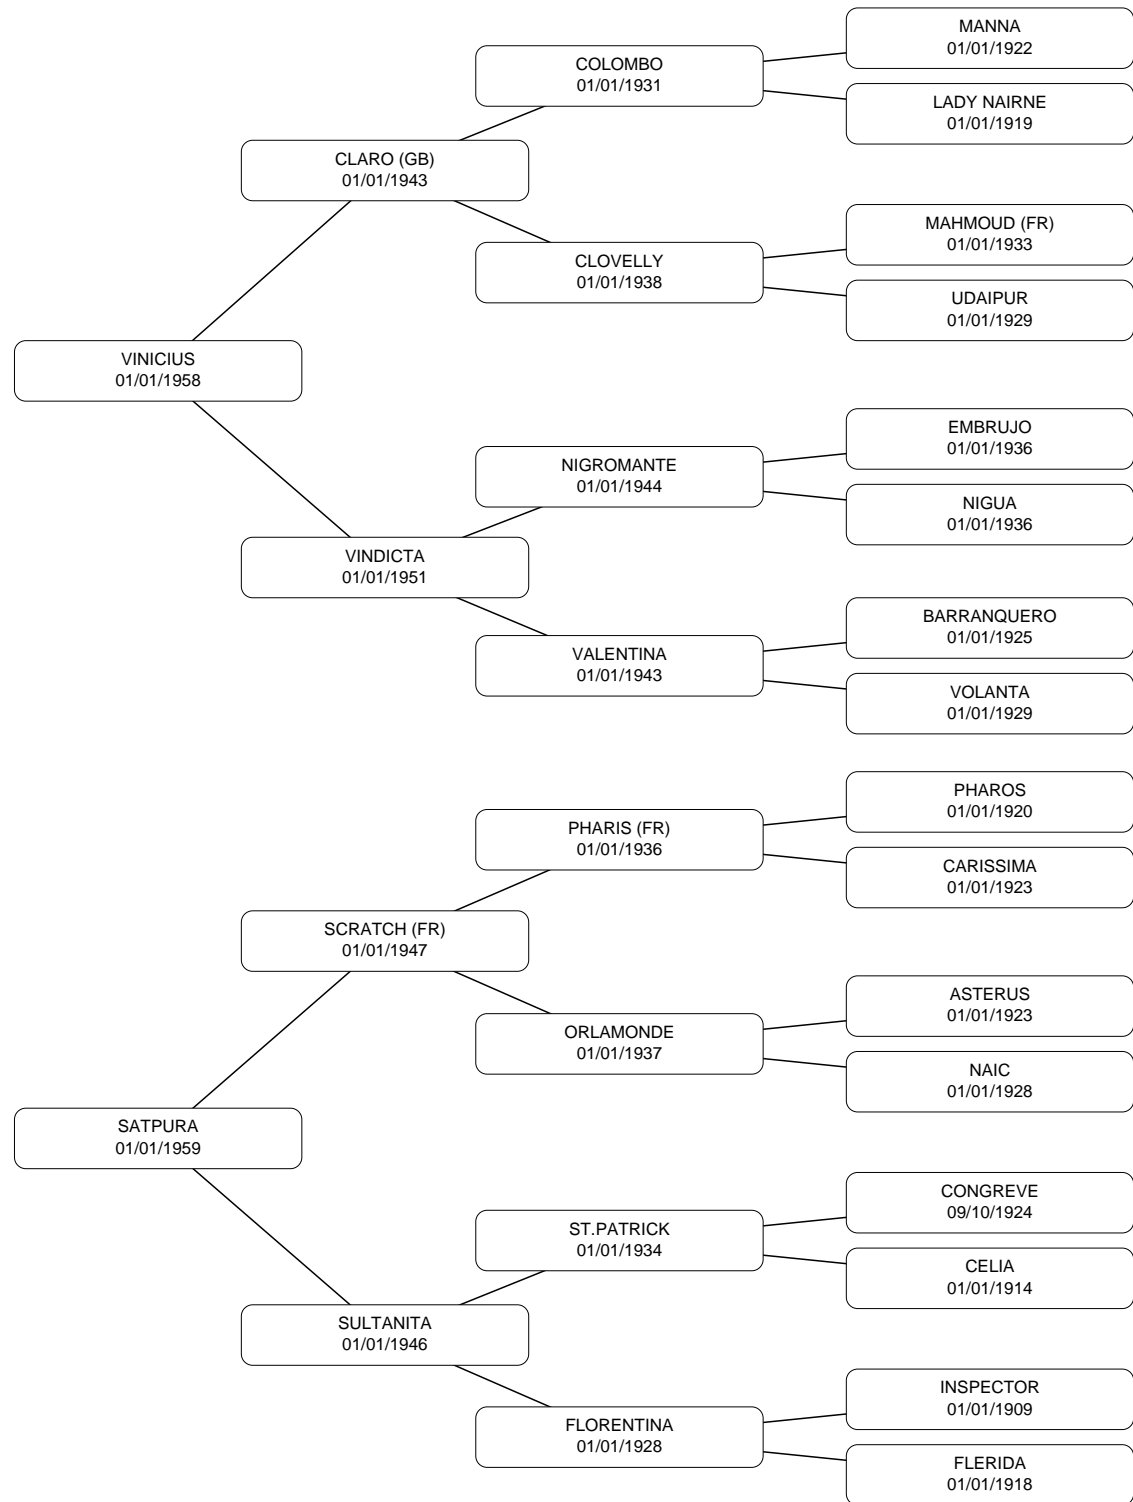 MANNA
01/01/1922
COLOMBO
01/01/1931
LADY NAIRNE
01/01/1919
CLARO (GB)
01/01/1943
MAHMOUD (FR)
01/01/1933
CLOVELLY
01/01/1938
UDAIPUR
01/01/1929
VINICIUS
01/01/1958
EMBRUJO
01/01/1936
NIGROMANTE
01/01/1944
NIGUA
01/01/1936
VINDICTA
01/01/1951
BARRANQUERO
01/01/1925
VALENTINA
01/01/1943
VOLANTA
01/01/1929
PHAROS
01/01/1920
PHARIS (FR)
01/01/1936
CARISSIMA
01/01/1923
SCRATCH (FR)
01/01/1947
ASTERUS
01/01/1923
ORLAMONDE
01/01/1937
NAIC
01/01/1928
SATPURA
01/01/1959
CONGREVE
09/10/1924
ST.PATRICK
01/01/1934
CELIA
01/01/1914
SULTANITA
01/01/1946
INSPECTOR
01/01/1909
FLORENTINA
01/01/1928
FLERIDA
01/01/1918